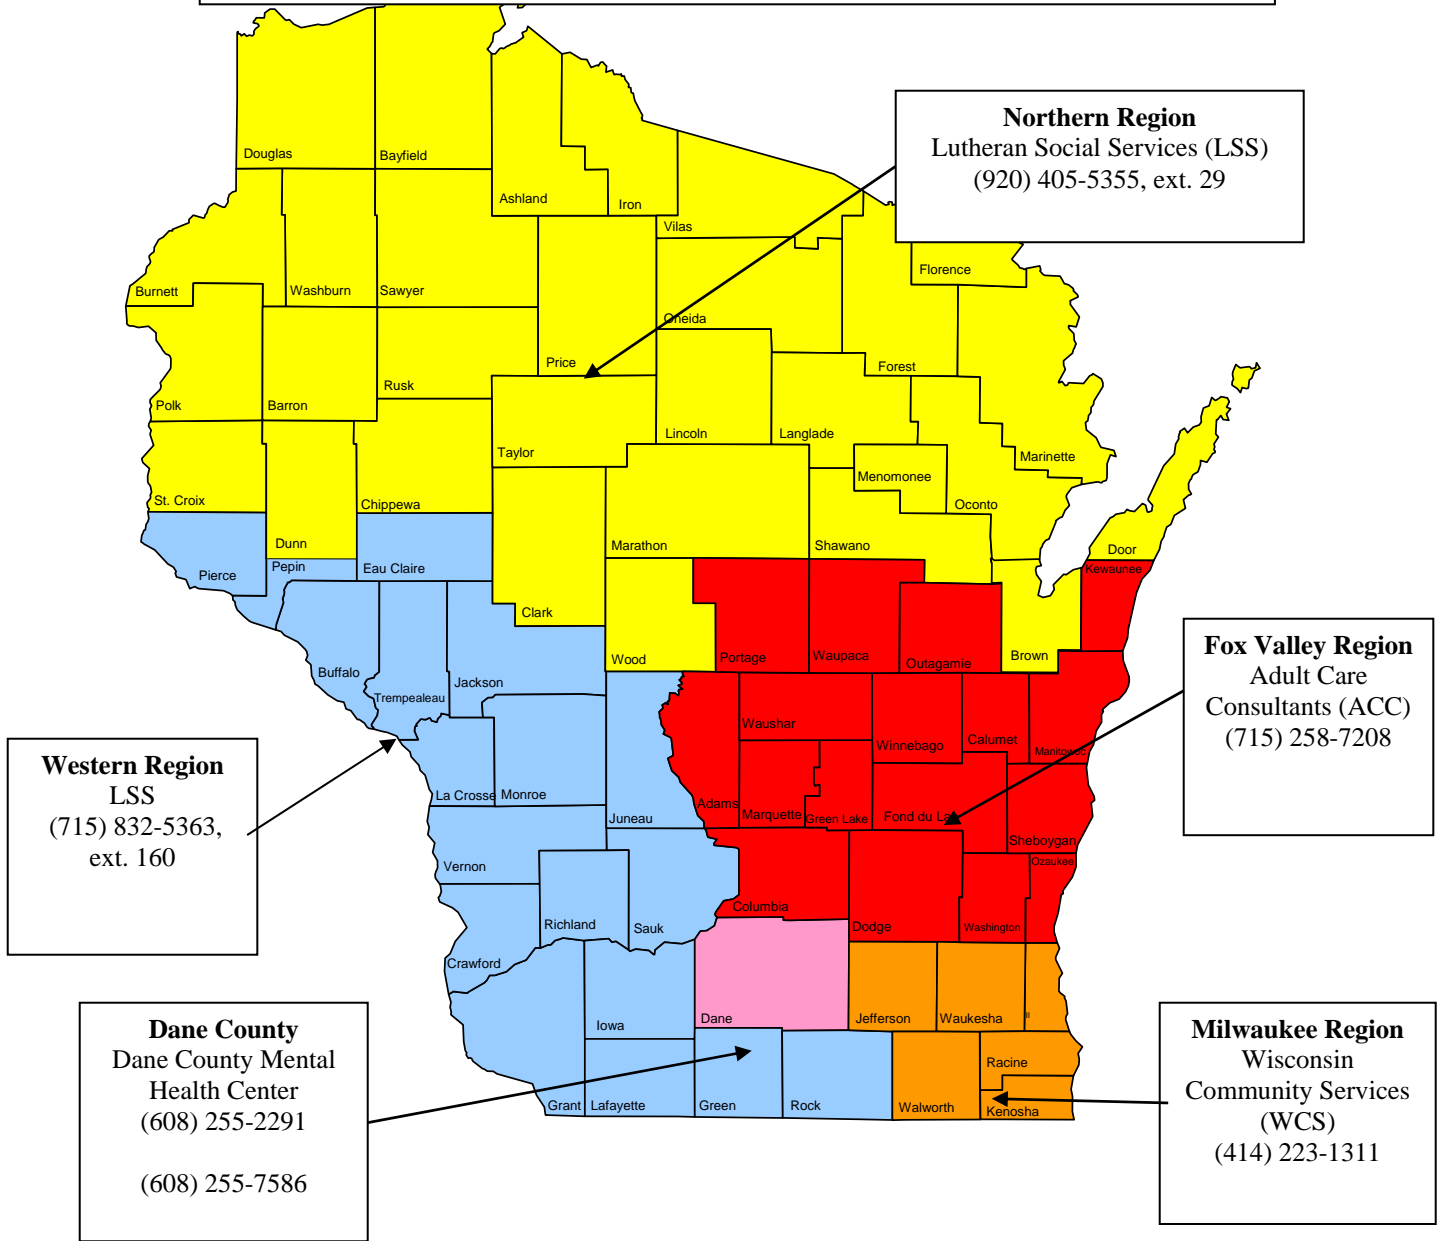 Northern Region
Lutheran Social Services (LSS)
(920) 405-5355, ext. 29
Douglas
Bayfield
Ashland
Iron
Vilas
Florence
Burnett
Washburn
Sawyer
Oneida
Price
Forest
Rusk
Polk
Barron
Lincoln
Langlade
Taylor
Marinette
Menomonee
St. Croix
Chippewa
Oconto
Dunn
Marathon
Shawano
Door
Pierce
Pepin
Eau Claire
Kewaunee
Clark
Wood
Portage
Waupaca
Outagamie
Brown
Fox Valley Region
Adult Care
Consultants (ACC)
(715) 258-7208
Buffalo
Trempealeau
Jackson
Waushar
Winnebago
Calumet
Manitowoc
Western Region
LSS
(715) 832-5363,
ext. 160
La Crosse
Monroe
Juneau
Adams
Marquette
Green Lake
Fond du La
Sheboygan
Vernon
Ozaukee
Richland
Sauk
Columbia
Dodge
Washington
Crawford
Iowa
Dane
Jefferson
Waukesha
Dane County
Dane County Mental
Health Center
(608) 255-2291
(608) 255-7586
Grant
Lafayette
Green
Rock
Walworth
Racine
Kenosha
Milwaukee Region
Wisconsin
Community Services
(WCS)
(414) 223-1311